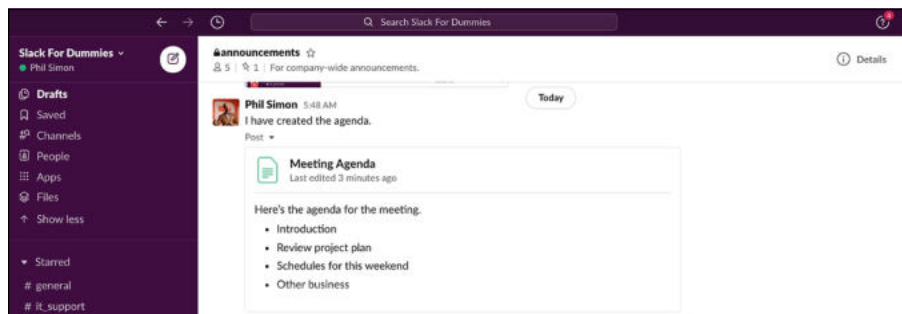 Search Slack For Dummies
Slack For Dummies
Phil Simon
Drafts
Saved
Channels
People
Apps
Files
Show less
Starred
# general
# it_support
announcements
5 | 1 | For company-wide announcements.
Details
Today
Phil Simon 5:48 AM
I have created the agenda.
Post
Meeting Agenda
Last edited 3 minutes ago
Here's the agenda for the meeting.
• Introduction
• Review project plan
• Schedules for this weekend
• Other business